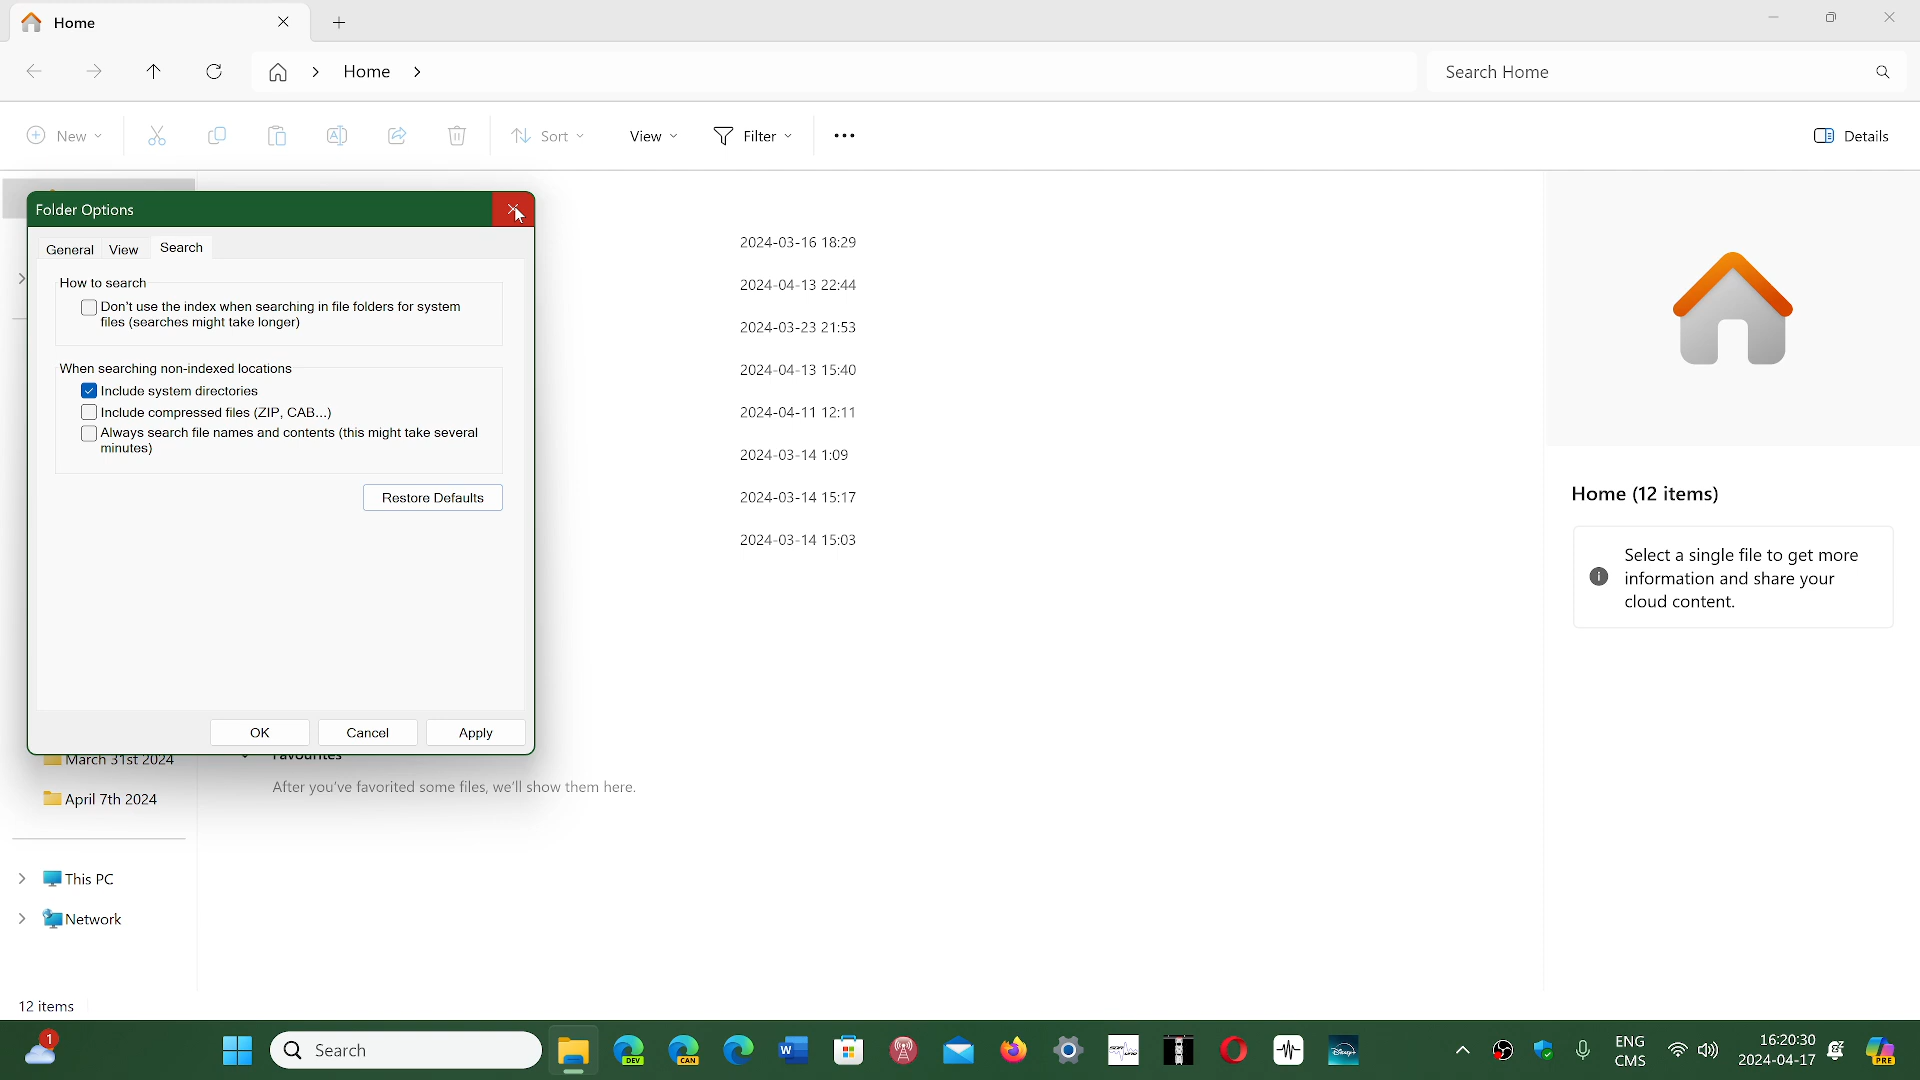 Home
Home
Search Home
New
Sort
View
Filter
Details
Folder Options
General
View
Search
How to search
Don't use the index when searching in file folders for system
files (searches might take longer)
When searching non-indexed locations
Include system directories
Include compressed files (ZIP, CAB...)
Always search file names and contents (this might take several
minutes)
Restore Defaults
OK
Cancel
Apply
2024-03-16 18:29
2024-04-13 22:44
2024-03-23 21:53
2024-04-13 15:40
2024-04-11 12:11
2024-03-14 1:09
2024-03-14 15:17
2024-03-14 15:03
Home (12 items)
Select a single file to get more
information and share your
cloud content.
Favourites
After you've favorited some files, we'll show them here.
March 31st 2024
April 7th 2024
This PC
Network
12 items
1
Search
DEV
CAN
Disney+
ENG
CMS
16:20:30
2024-04-17
PRE